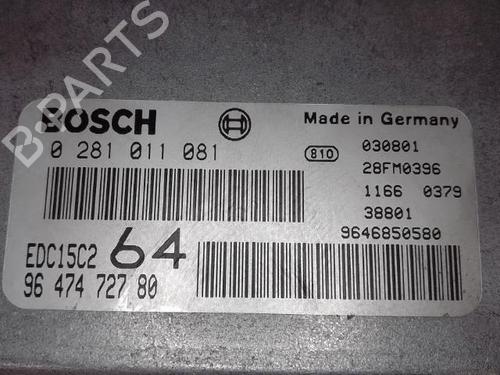 BOSCH
Made in Germany
0 281 011 081
810
030801
28FM0396
1166 0379
38801
9646850580
EDC15C2 64
96 474 727 80
B-PARTS